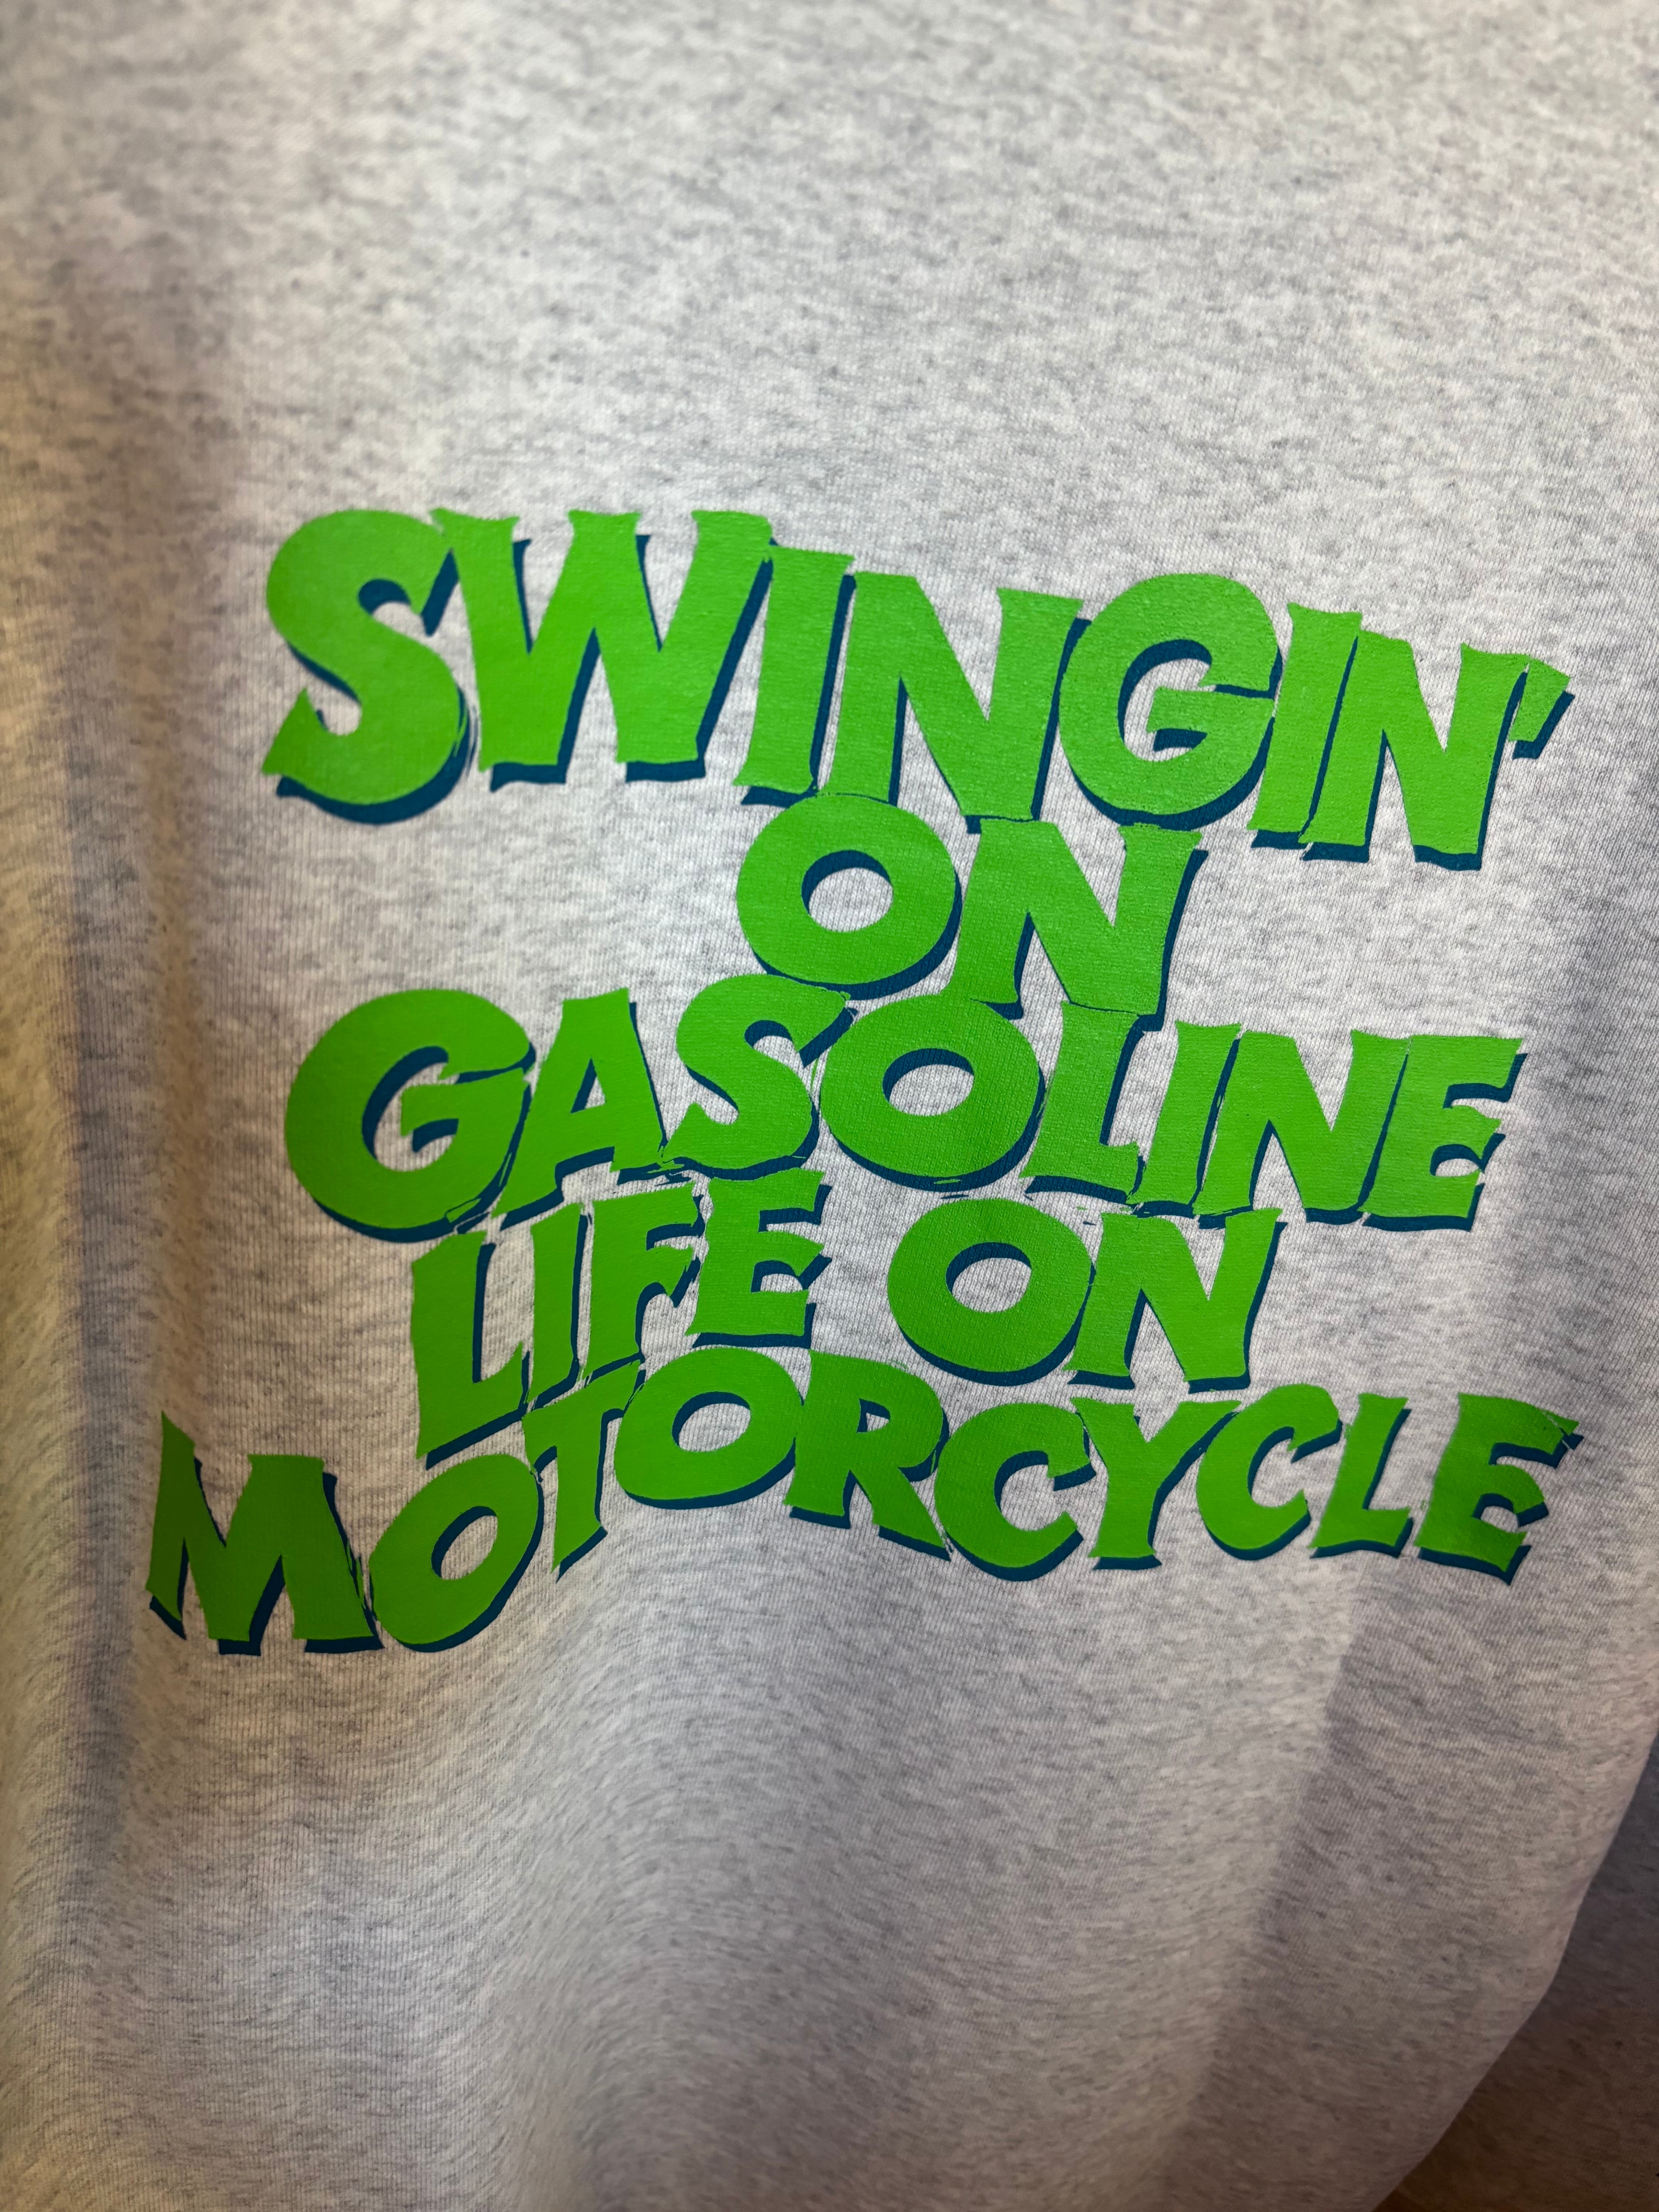 SWINGIN'
ON
GASOLINE
LIFE ON
MOTORCYCLE